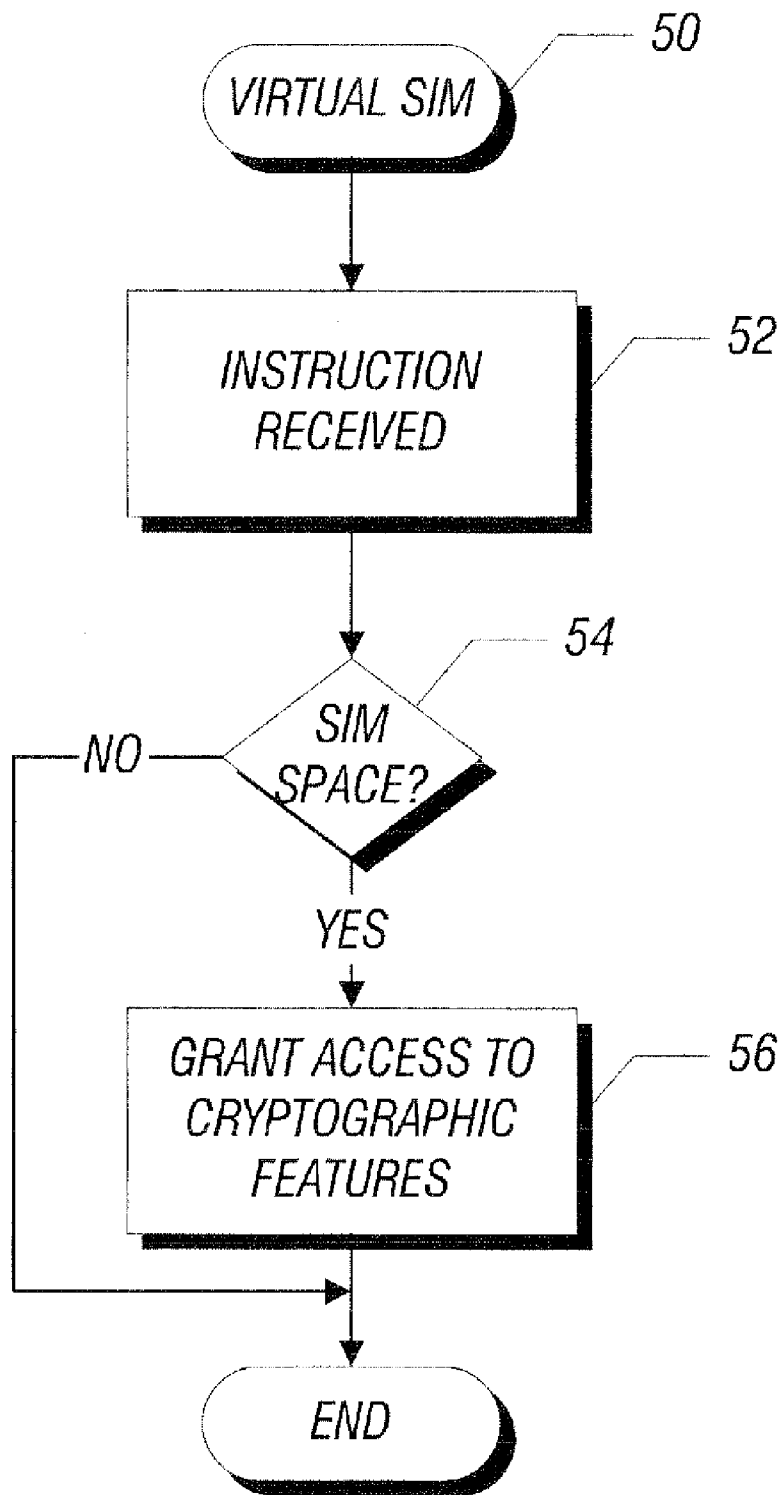 50
VIRTUAL SIM
52
INSTRUCTION
RECEIVED
54
SIM
SPACE?
NO
YES
56
GRANT ACCESS TO
CRYPTOGRAPHIC
FEATURES
END